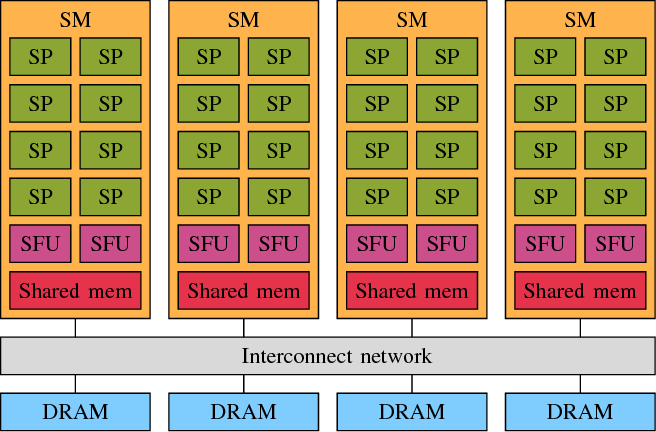 SM SM SM SM
SP SP SP SP SP SP SP SP
SP SP SP SP SP SP SP SP
SP SP SP SP SP SP SP SP
SP SP SP SP SP SP SP SP
SFU SFU SFU SFU SFU SFU SFU SFU
Shared mem Shared mem Shared mem Shared mem
Interconnect network
DRAM DRAM DRAM DRAM